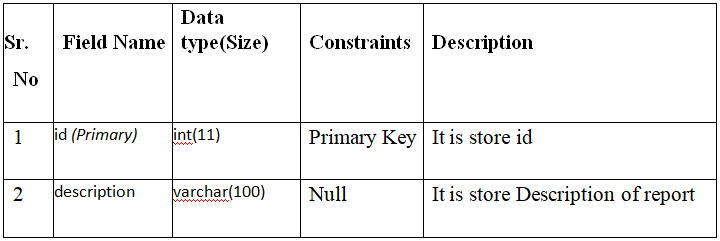 Sr. No Field Name Data type(Size) Constraints Description
1 id (Primary) int(11) Primary Key It is store id
2 description varchar(100) Null It is store Description of report